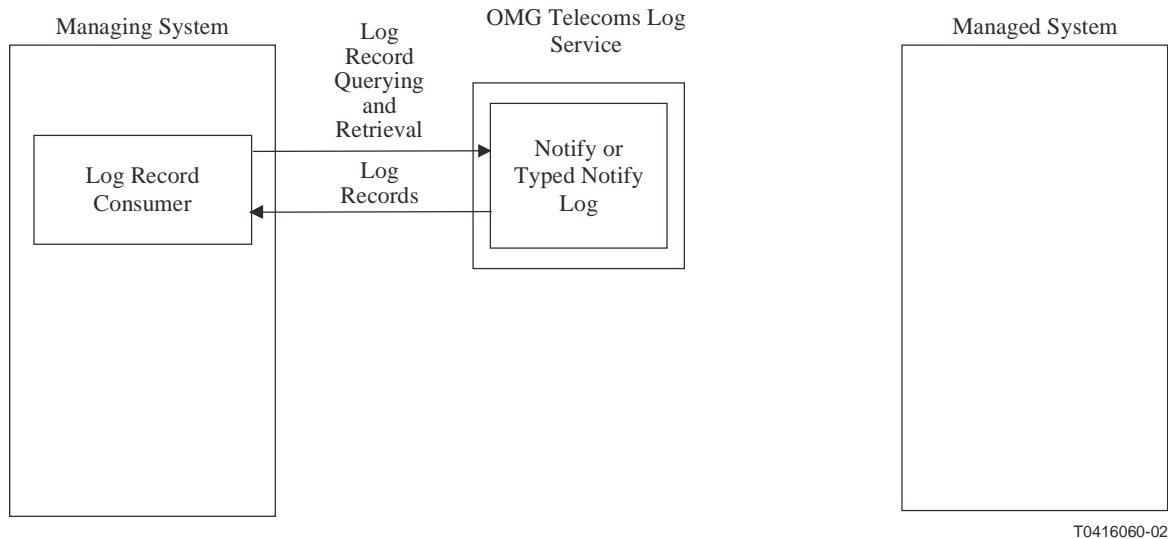 Managing System
Log
Record
Querying
and
Retrieval
OMG Telecoms Log
Service
Managed System
Log Record
Consumer
Log
Records
Notify or
Typed Notify
Log
T0416060-02